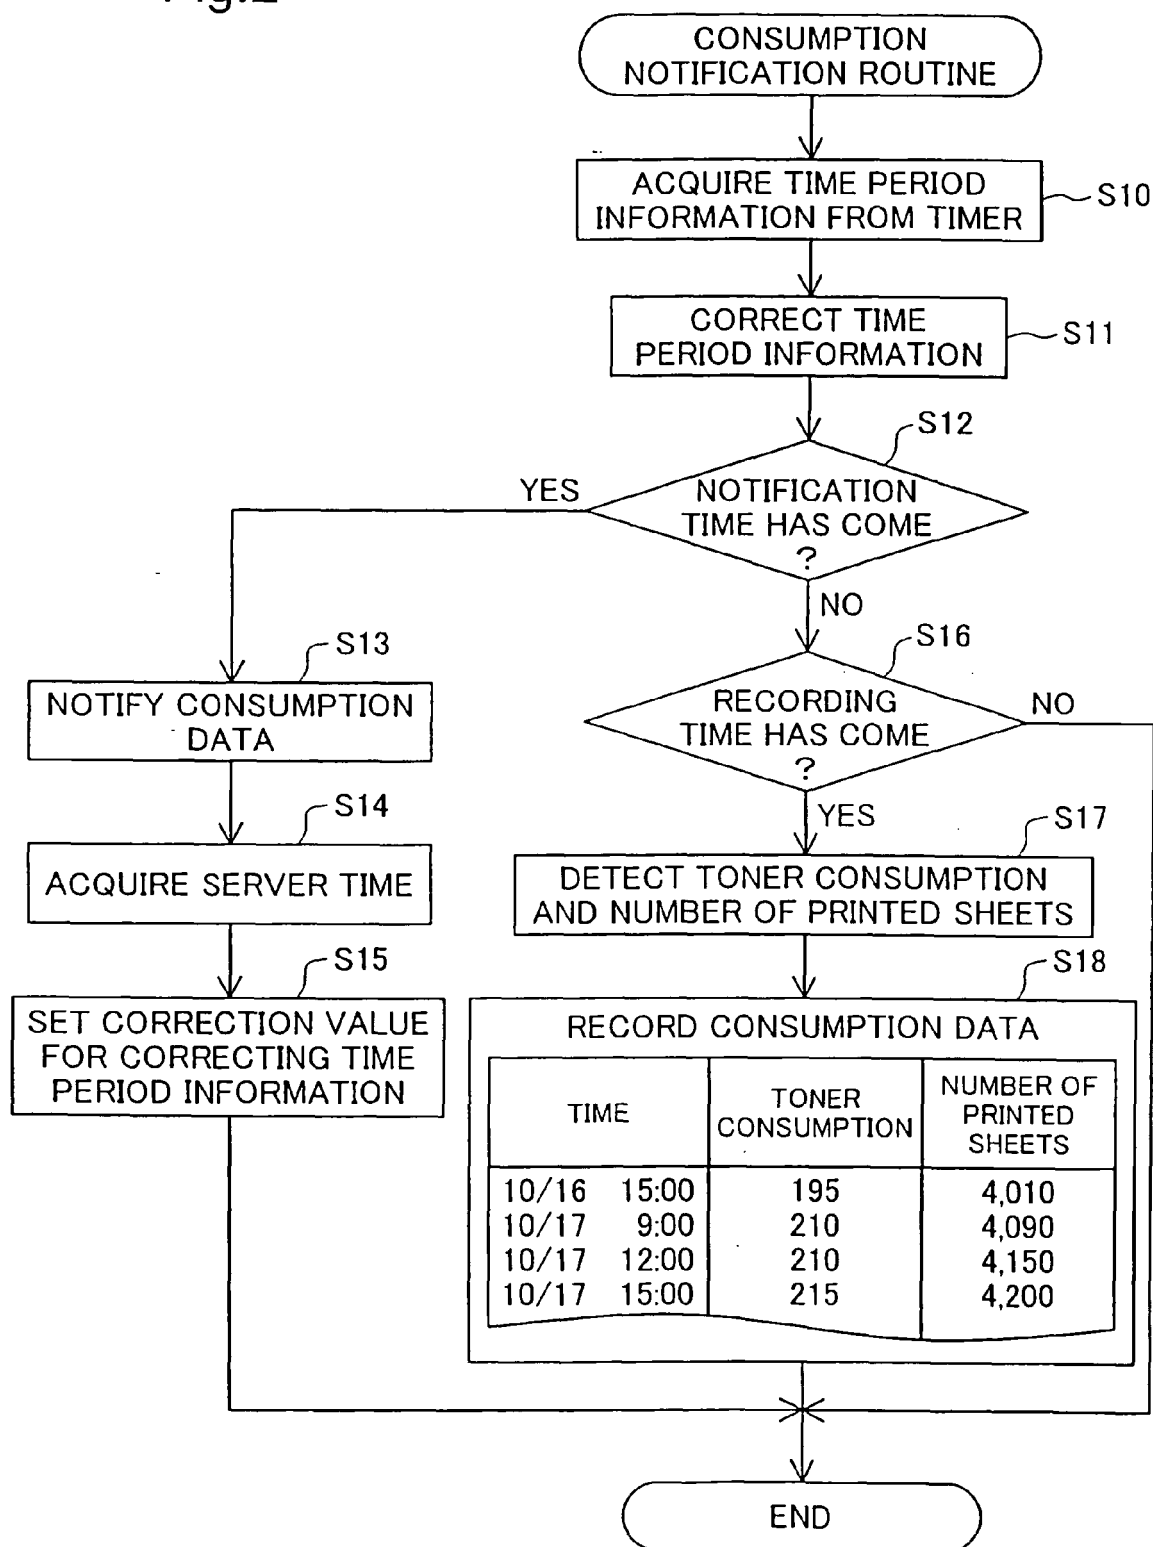 CONSUMPTION
NOTIFICATION ROUTINE
ACQUIRE TIME PERIOD
INFORMATION FROM TIMER
S10
CORRECT TIME
PERIOD INFORMATION
S11
S12
YES
NOTIFICATION
TIME HAS COME
?
NO
S13
NOTIFY CONSUMPTION
DATA
S16
RECORDING
TIME HAS COME
?
NO
YES
S14
ACQUIRE SERVER TIME
S17
DETECT TONER CONSUMPTION
AND NUMBER OF PRINTED SHEETS
S15
SET CORRECTION VALUE
FOR CORRECTING TIME
PERIOD INFORMATION
S18
RECORD CONSUMPTION DATA
TIME
TONER
CONSUMPTION
NUMBER OF
PRINTED
SHEETS
10/16 15:00 195 4,010
10/17 9:00 210 4,090
10/17 12:00 210 4,150
10/17 15:00 215 4,200
END